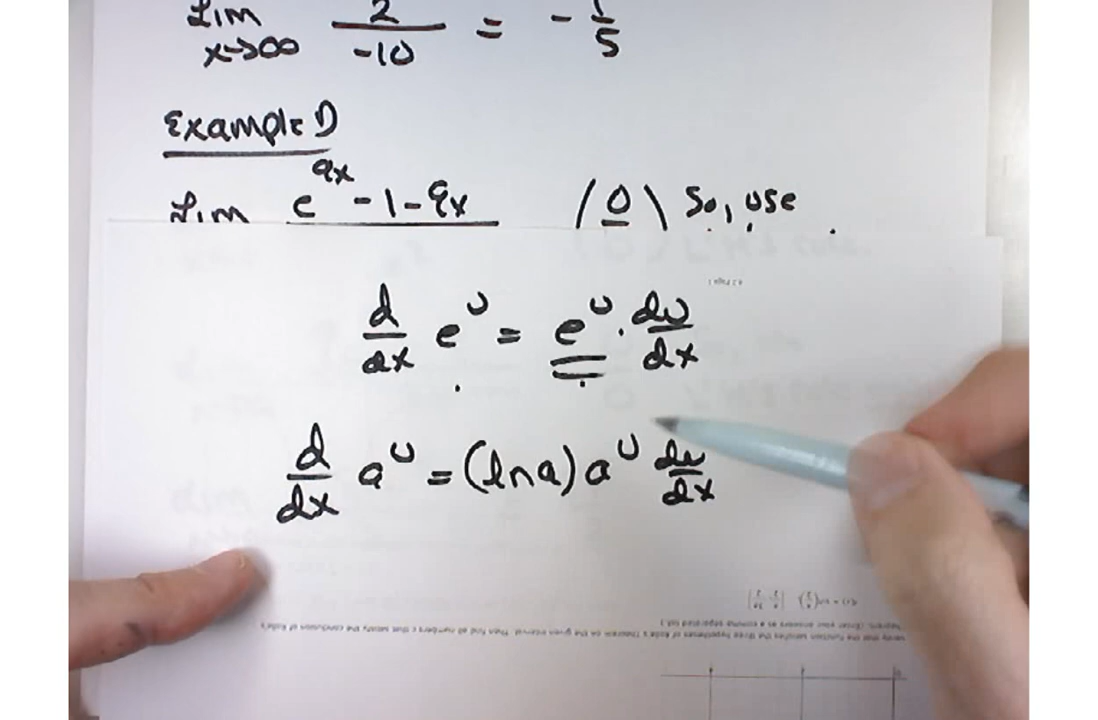 Lim 2/-10 = - 1/5
x→∞
Example D
Lim e^9x - 1 - 9x (0) So, use
d/dx e^u = e^u · du/dx
d/dx a^u = (ln a) a^u du/dx